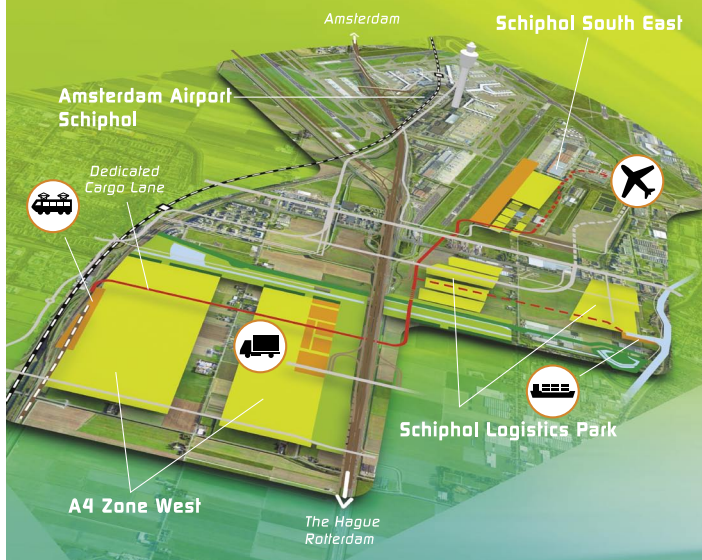 Amsterdam
Schiphol South East
Amsterdam Airport
Schiphol
Dedicated
Cargo Lane
Schiphol Logistics Park
A4 Zone West
The Hague
Rotterdam